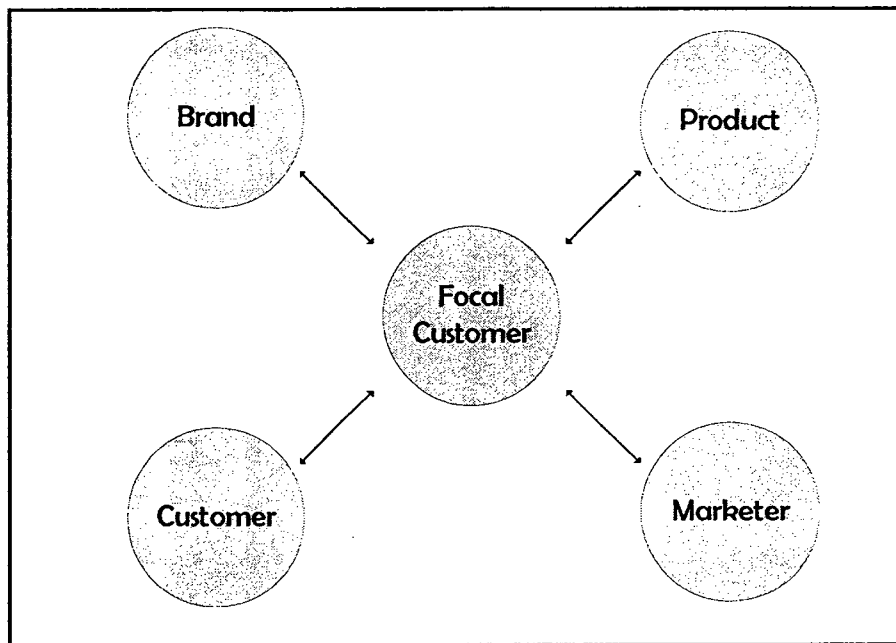 Brand
Product
Focal
Customer
Customer
Marketer